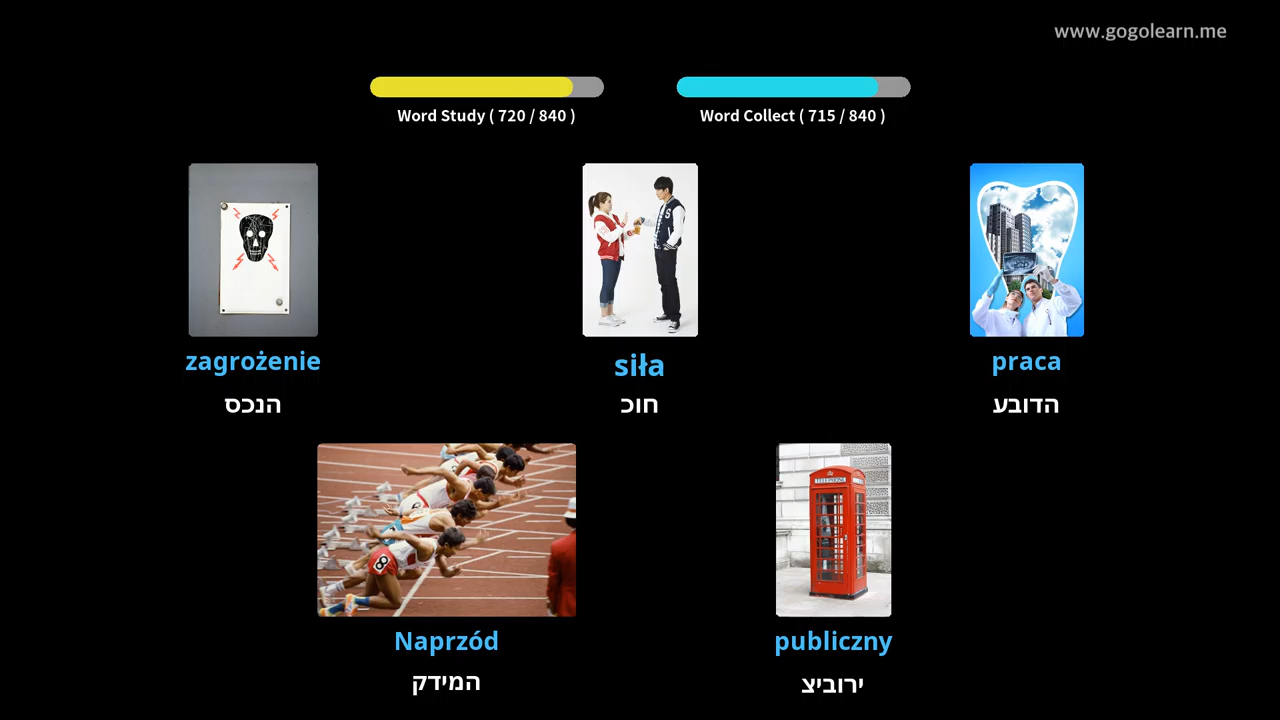 www.gogolearn.me
Word Study ( 720 / 840 )
Word Collect ( 715 / 840 )
zagrożenie
הנכס
siła
חוכ
praca
הדובע
TELEPHONE
Naprzód
המידק
publiczny
ירוביצ